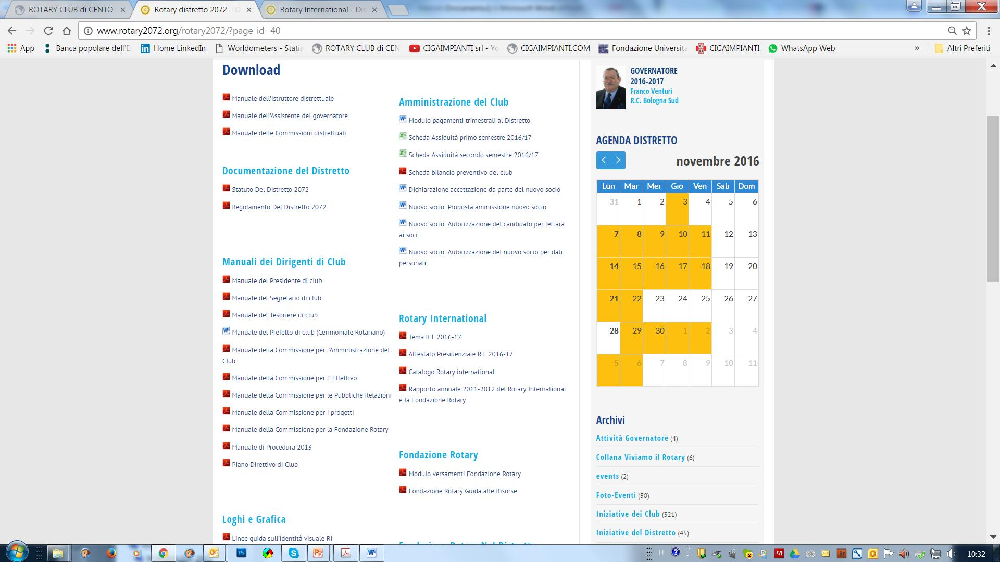 ROTARY CLUB di CENTO
Rotary distretto 2072 – D
Rotary International - Dis
www.rotary2072.org/rotary2072/?page_id=40
App
Banca popolare dell'E
Home LinkedIn
Worldometers - Statis
ROTARY CLUB di CEN
CIGAIMPIANTI srl - Yo
CIGAIMPIANTI.COM
Fondazione Universita
CIGAIMPIANTI
WhatsApp Web
»
Altri Preferiti
Download
Manuale dell'Istruttore distrettuale
Manuale dell'Assistente del governatore
Manuale delle Commissioni distrettuali
Documentazione del Distretto
Statuto Del Distretto 2072
Regolamento Del Distretto 2072
Manuali dei Dirigenti di Club
Manuale del Presidente di club
Manuale del Segretario di club
Manuale del Tesoriere di club
Manuale del Prefetto di club (Cerimoniale Rotariano)
Manuale della Commissione per l'Amministrazione del
Club
Manuale della Commissione per l' Effettivo
Manuale della Commissione per le Pubbliche Relazioni
Manuale della Commissione per i progetti
Manuale della Commissione per la Fondazione Rotary
Manuale di Procedura 2013
Piano Direttivo di Club
Loghi e Grafica
Linee guida sull'identità visuale RI
Amministrazione del Club
Modulo pagamenti trimestrali al Distretto
Scheda Assiduità primo semestre 2016/17
Scheda Assiduità secondo semestre 2016/17
Scheda bilancio preventivo del club
Dichiarazione accettazione da parte del nuovo socio
Nuovo socio: Proposta ammissione nuovo socio
Nuovo socio: Autorizzazione del candidato per lettara
ai soci
Nuovo socio: Autorizzazione del nuovo socio per dati
personali
Rotary International
Tema R.I. 2016-17
Attestato Presidenziale R.I. 2016-17
Catalogo Rotary international
Rapporto annuale 2011-2012 del Rotary International
e la Fondazione Rotary
Fondazione Rotary
Modulo versamenti Fondazione Rotary
Fondazione Rotary Guida alle Risorse
Fondazione Rotary Nel Distretto
GOVERNATORE
2016-2017
Franco Venturi
R.C. Bologna Sud
AGENDA DISTRETTO
novembre 2016
Lun Mar Mer Gio Ven Sab Dom
31 1 2 3 4 5 6
7 8 9 10 11 12 13
14 15 16 17 18 19 20
21 22 23 24 25 26 27
28 29 30 1 2 3 4
5 6 7 8 9 10 11
Archivi
Attività Governatore (4)
Collana Viviamo il Rotary (6)
events (2)
Foto-Eventi (50)
Iniziative dei Club (321)
Iniziative del Distretto (45)
IT
10:32